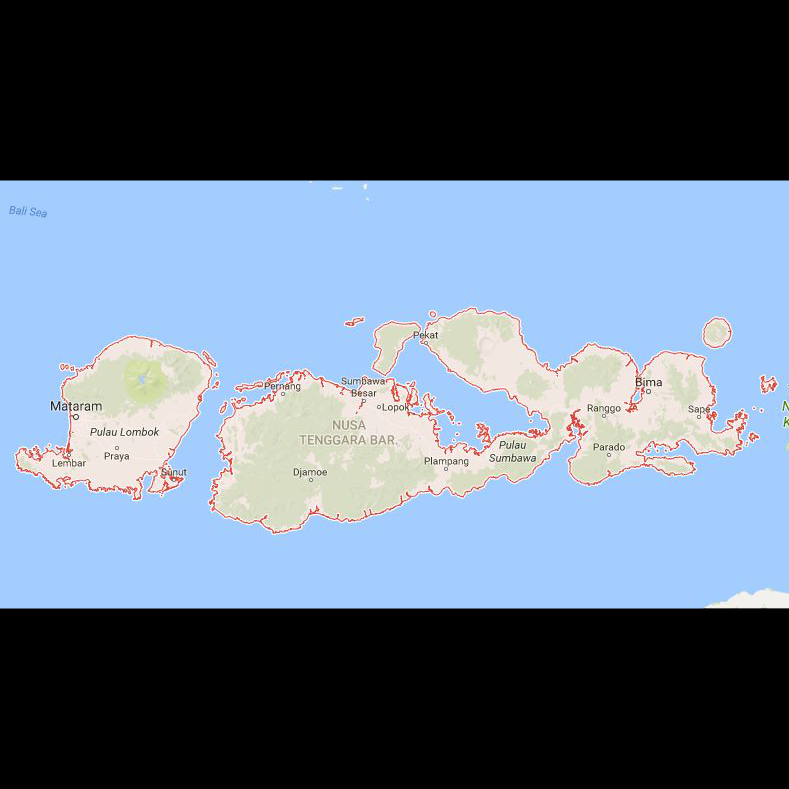 Bali Sea
Pekat
Mataram
Pulau Lombok
Praya
Lembar
Sunut
Pernang
Sumbawa
Besar
Lopok
NUSA
TENGGARA BAR.
Djamoe
Plampang
Pulau
Sumbawa
Bima
Ranggo
Sape
Parado
N
K